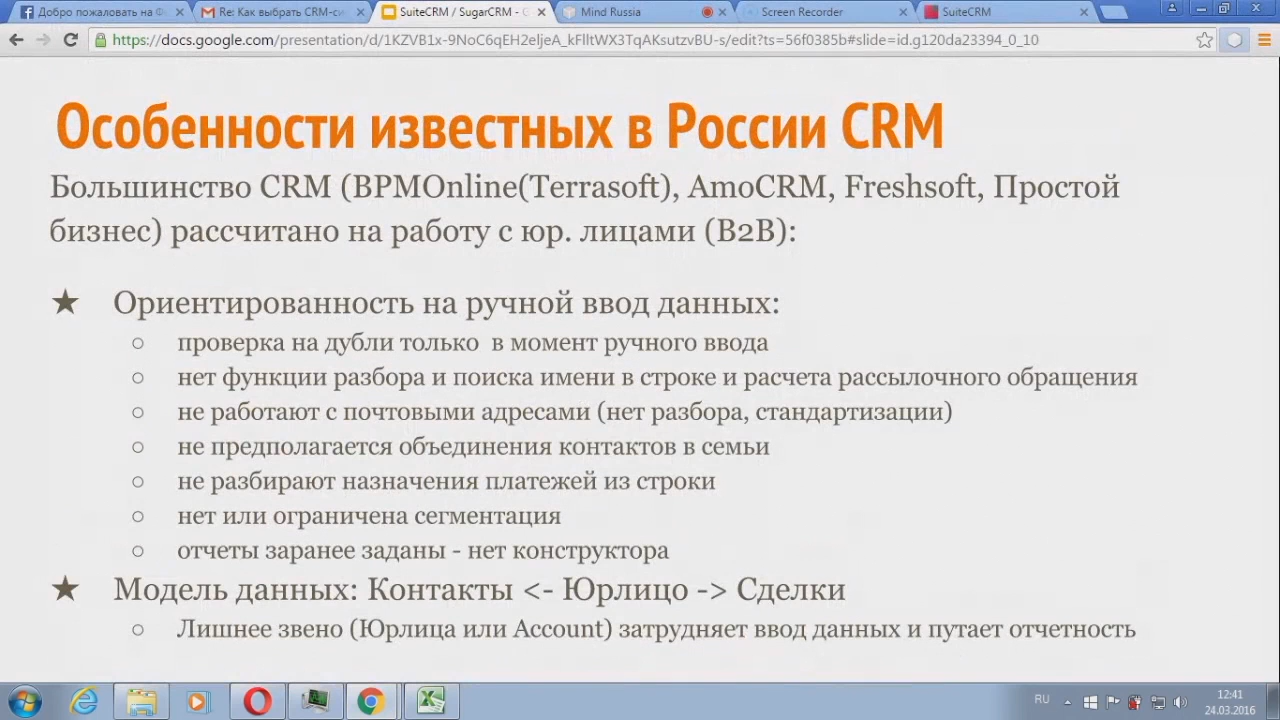 Добро пожаловать на Фе
Re: Как выбрать CRM-си
SuiteCRM / SugarCRM - G
Mind Russia
Screen Recorder
SuiteCRM
https://docs.google.com/presentation/d/1KZVB1x-9NoC6qEH2eljeA_kFlltWX3TqAKsutzvBU-s/edit?ts=56f0385b#slide=id.g120da23394_0_10
Особенности известных в России CRM
Большинство CRM (BPMOnline(Terrasoft), AmoCRM, Freshsoft, Простой
бизнес) рассчитано на работу с юр. лицами (B2B):
★ Ориентированность на ручной ввод данных:
○ проверка на дубли только в момент ручного ввода
○ нет функции разбора и поиска имени в строке и расчета рассылочного обращения
○ не работают с почтовыми адресами (нет разбора, стандартизации)
○ не предполагается объединения контактов в семьи
○ не разбирают назначения платежей из строки
○ нет или ограничена сегментация
○ отчеты заранее заданы - нет конструктора
★ Модель данных: Контакты <- Юрлицо -> Сделки
○ Лишнее звено (Юрлица или Account) затрудняет ввод данных и путает отчетность
RU
12:41
24.03.2016